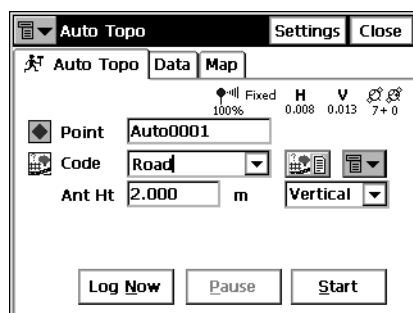 Auto Topo Settings Close
Auto Topo Data Map
Fixed H V
100% 0.008 0.013 7+0
Point Auto0001
Code Road
Ant Ht 2.000 m Vertical
Log Now Pause Start